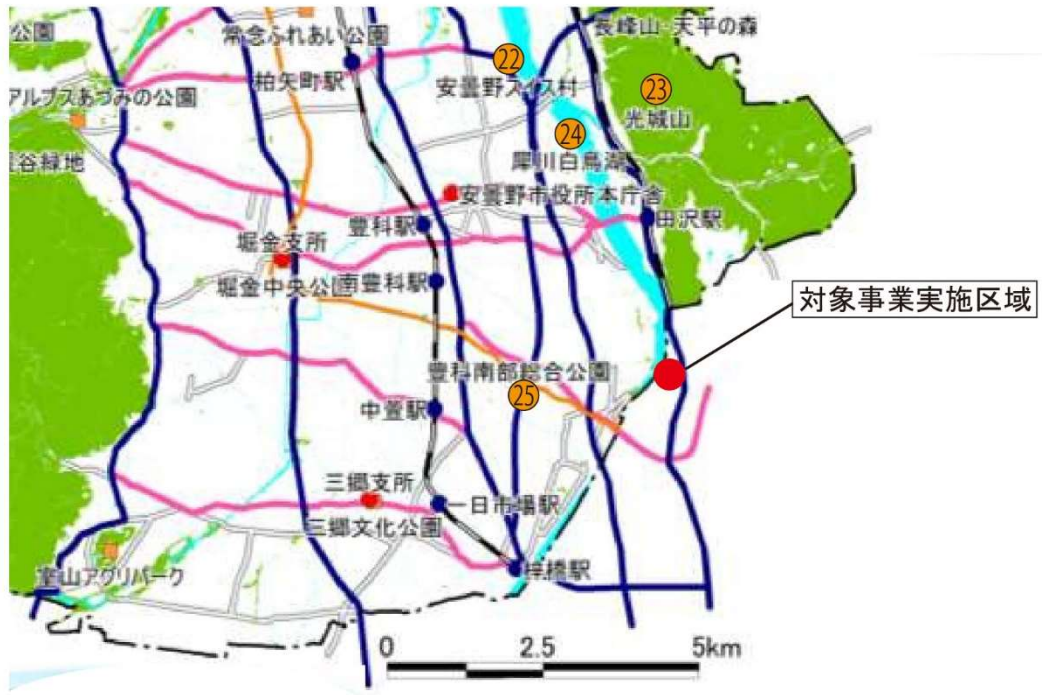 公園
常念ふれあい公園
長峰山・天平の森
柏矢町駅
㉒
安曇野スイス村
㉓
光城山
アルプスあづみの公園
㉔
犀川白鳥湖
谷緑地
安曇野市役所本庁舎
豊科駅
田沢駅
堀金支所
堀金中央公園
南豊科駅
対象事業実施区域
豊科南部総合公園
㉕
中萱駅
三郷支所
一日市場駅
三郷文化公園
室山アグリパーク
梓橋駅
0 2.5 5km